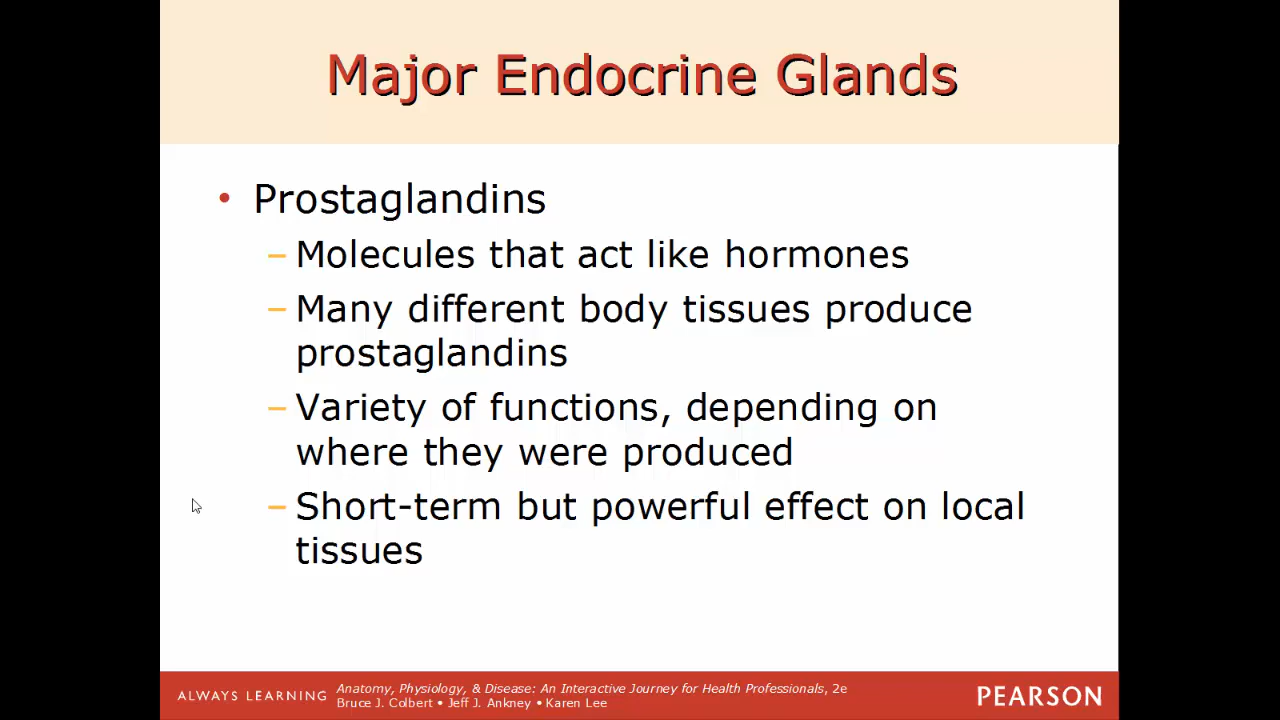 Major Endocrine Glands
• Prostaglandins
– Molecules that act like hormones
– Many different body tissues produce
prostaglandins
– Variety of functions, depending on
where they were produced
– Short-term but powerful effect on local
tissues
ALWAYS LEARNING
Anatomy, Physiology, & Disease: An Interactive Journey for Health Professionals, 2e
Bruce J. Colbert • Jeff J. Ankney • Karen Lee
PEARSON